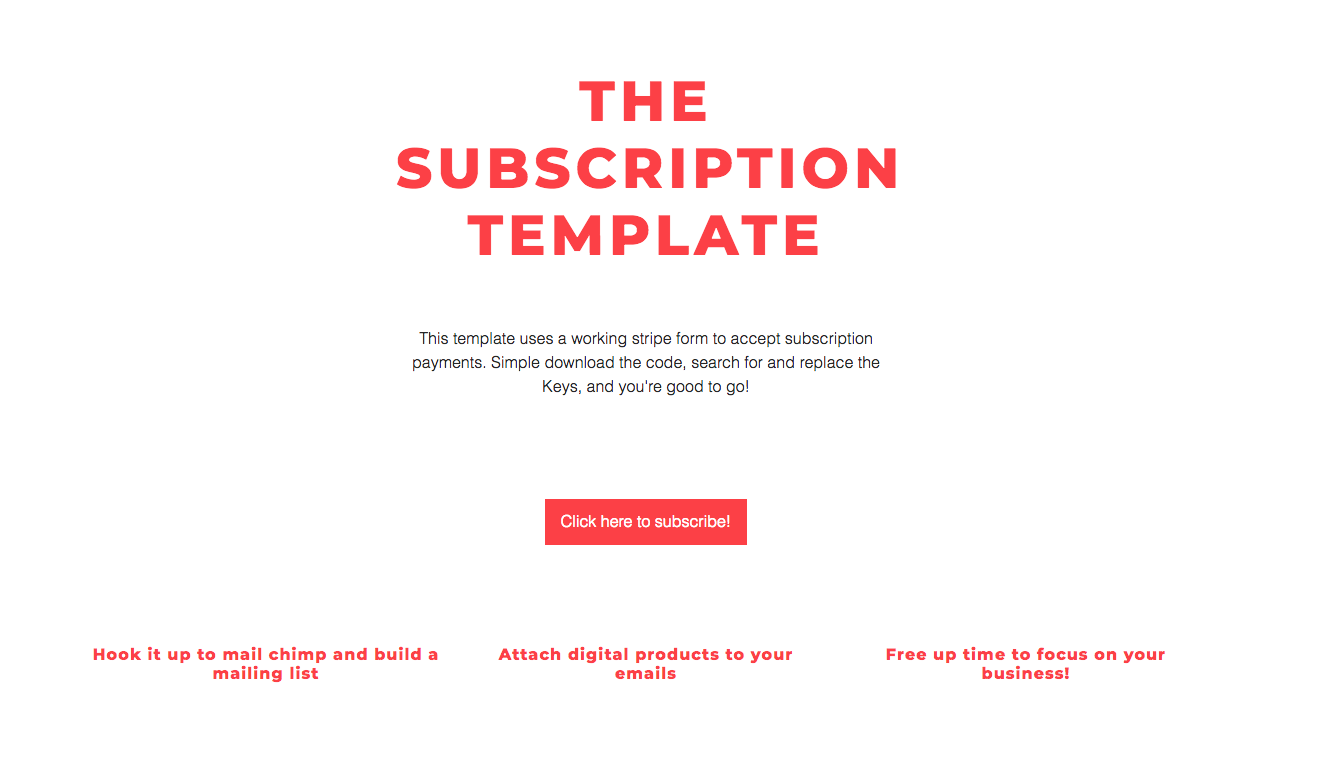 THE
SUBSCRIPTION
TEMPLATE
This template uses a working stripe form to accept subscription
payments. Simple download the code, search for and replace the
Keys, and you're good to go!
Click here to subscribe!
Hook it up to mail chimp and build a
mailing list
Attach digital products to your
emails
Free up time to focus on your
business!